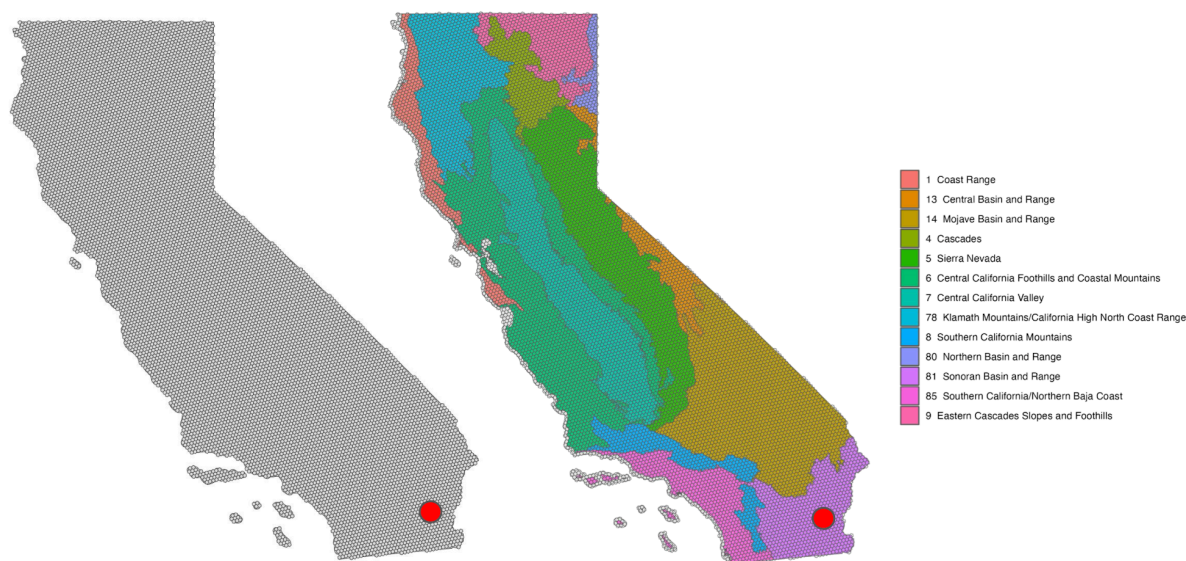 1 Coast Range
13 Central Basin and Range
14 Mojave Basin and Range
4 Cascades
5 Sierra Nevada
6 Central California Foothills and Coastal Mountains
7 Central California Valley
78 Klamath Mountains/California High North Coast Range
8 Southern California Mountains
80 Northern Basin and Range
81 Sonoran Basin and Range
85 Southern California/Northern Baja Coast
9 Eastern Cascades Slopes and Foothills